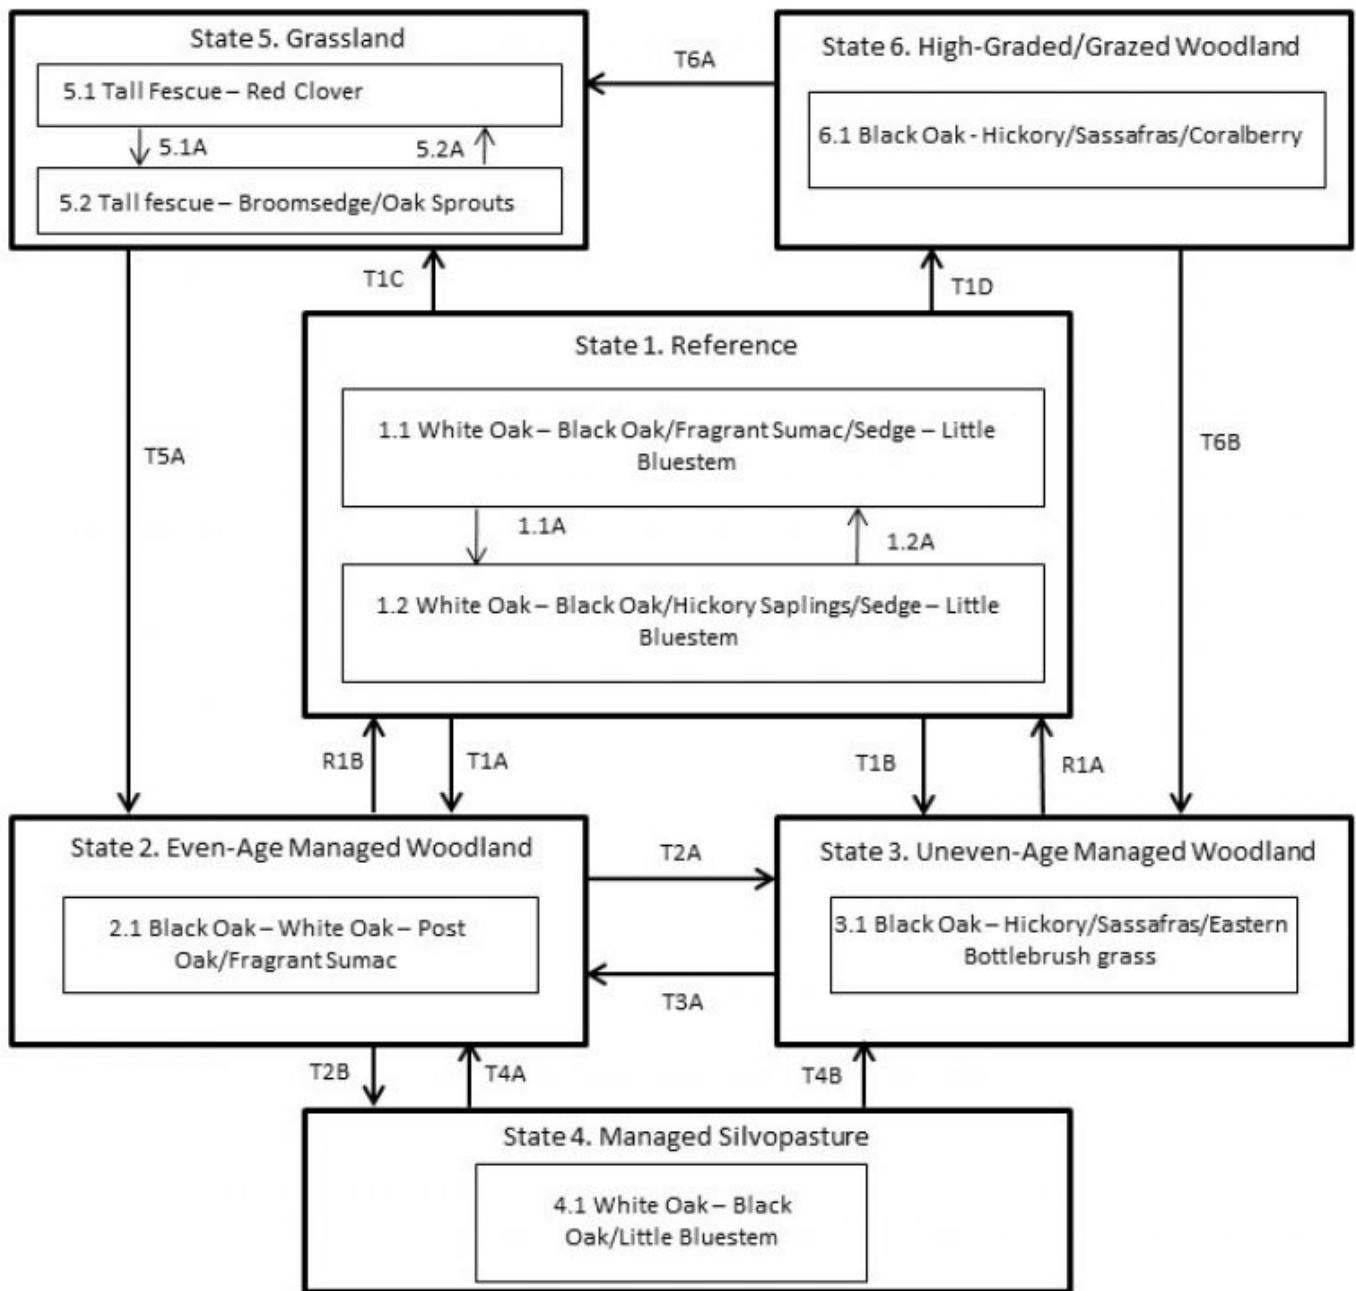 State 5. Grassland
5.1 Tall Fescue – Red Clover
5.1A
5.2A
5.2 Tall fescue – Broomsedge/Oak Sprouts
T6A
State 6. High-Graded/Grazed Woodland
6.1 Black Oak - Hickory/Sassafras/Coralberry
T1C
T1D
State 1. Reference
1.1 White Oak – Black Oak/Fragrant Sumac/Sedge – Little
Bluestem
1.1A
1.2A
1.2 White Oak – Black Oak/Hickory Saplings/Sedge – Little
Bluestem
T5A
T6B
R1B
T1A
T1B
R1A
State 2. Even-Age Managed Woodland
2.1 Black Oak – White Oak – Post
Oak/Fragrant Sumac
T2A
T3A
State 3. Uneven-Age Managed Woodland
3.1 Black Oak – Hickory/Sassafras/Eastern
Bottlebrush grass
T2B
T4A
T4B
State 4. Managed Silvopasture
4.1 White Oak – Black
Oak/Little Bluestem